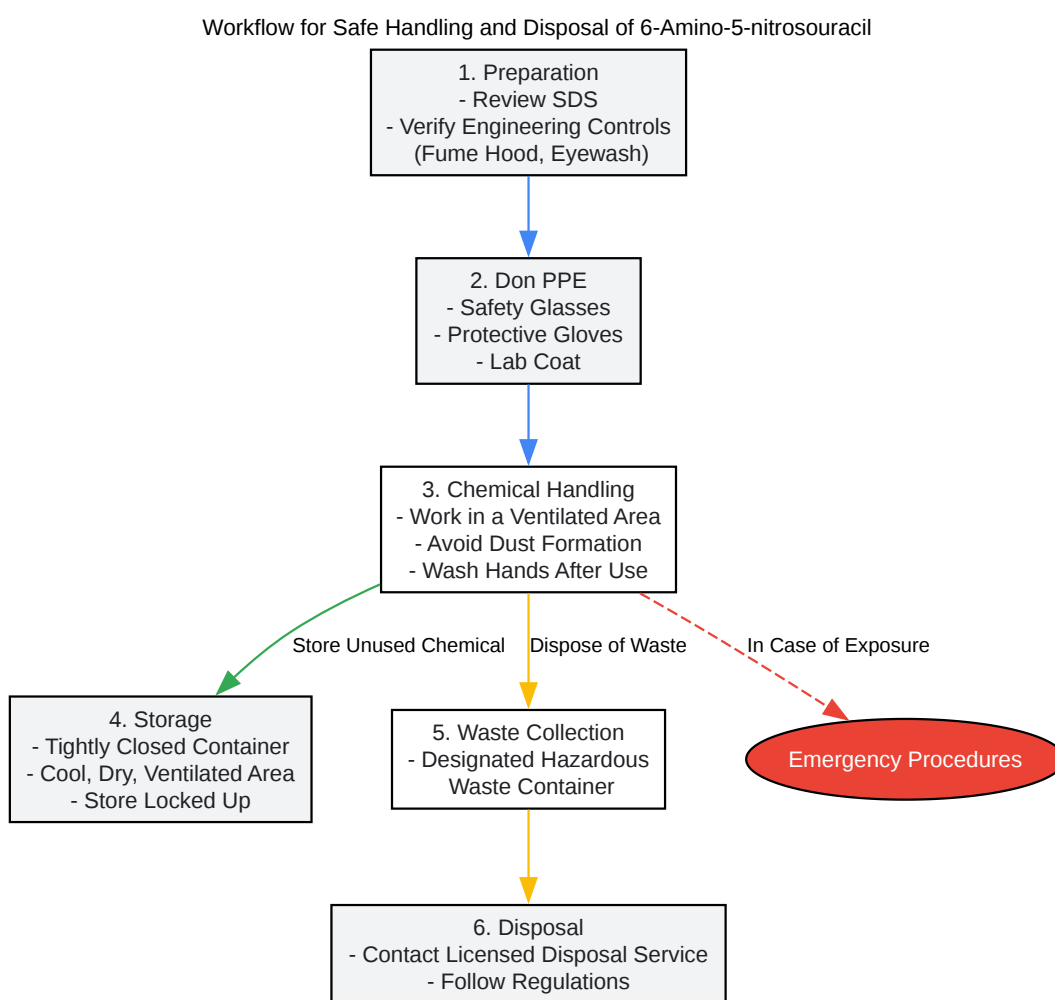 Workflow for Safe Handling and Disposal of 6-Amino-5-nitrosouracil
1. Preparation
- Review SDS
- Verify Engineering Controls
(Fume Hood, Eyewash)
2. Don PPE
- Safety Glasses
- Protective Gloves
- Lab Coat
3. Chemical Handling
- Work in a Ventilated Area
- Avoid Dust Formation
- Wash Hands After Use
Store Unused Chemical
Dispose of Waste
In Case of Exposure
4. Storage
- Tightly Closed Container
- Cool, Dry, Ventilated Area
- Store Locked Up
5. Waste Collection
- Designated Hazardous
Waste Container
Emergency Procedures
6. Disposal
- Contact Licensed Disposal Service
- Follow Regulations